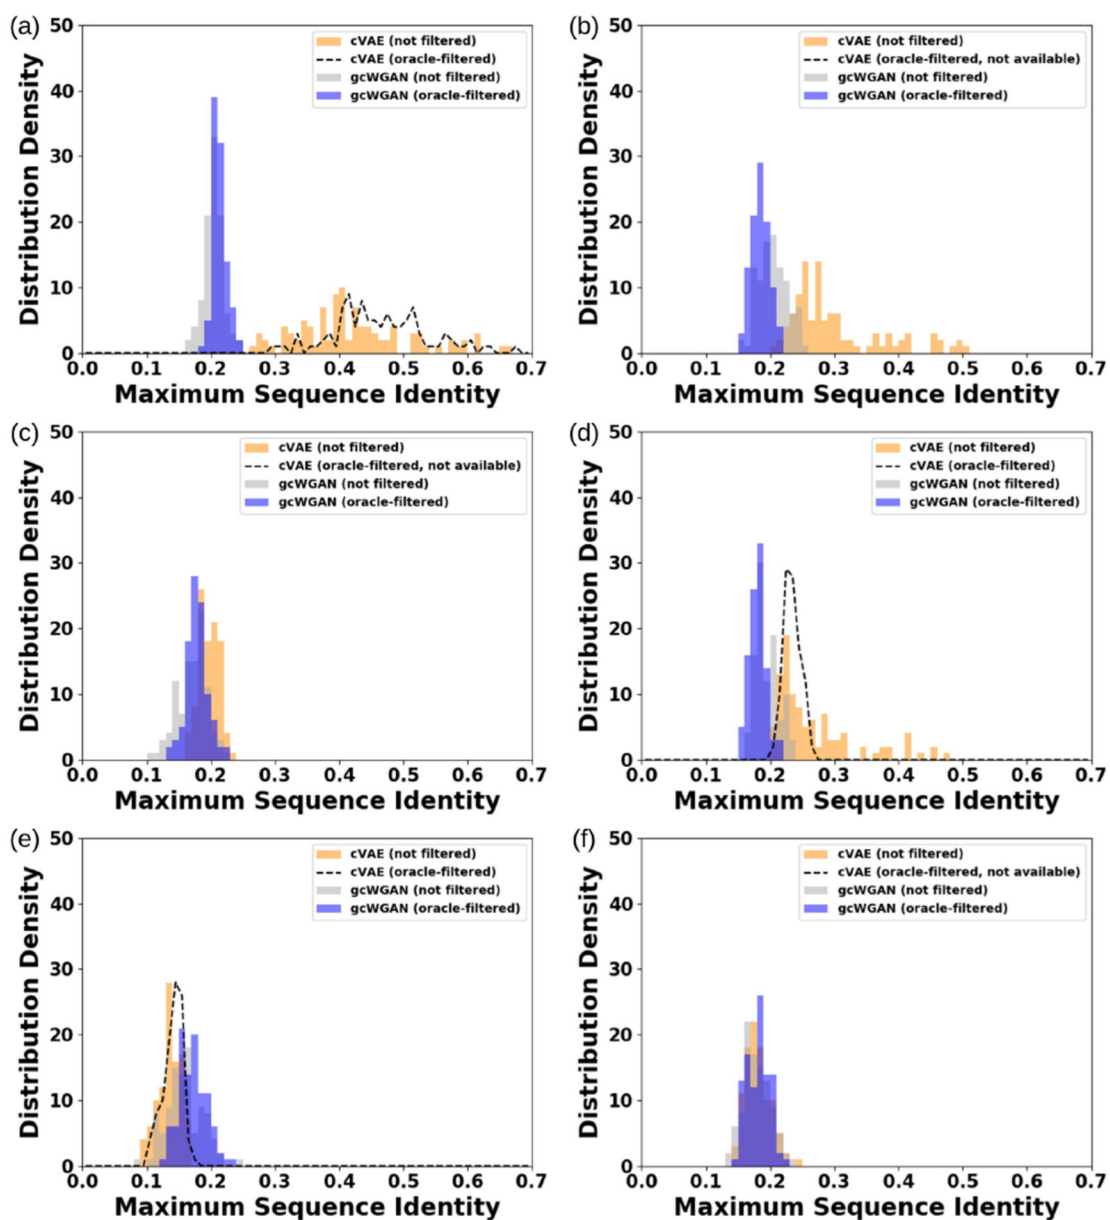 (a)
50
40
30
20
10
0
Distribution Density
cVAE (not filtered)
cVAE (oracle-filtered)
gcWGAN (not filtered)
gcWGAN (oracle-filtered)
0.0 0.1 0.2 0.3 0.4 0.5 0.6 0.7
Maximum Sequence Identity
(b)
50
40
30
20
10
0
Distribution Density
cVAE (not filtered)
cVAE (oracle-filtered, not available)
gcWGAN (not filtered)
gcWGAN (oracle-filtered)
0.0 0.1 0.2 0.3 0.4 0.5 0.6 0.7
Maximum Sequence Identity
(c)
50
40
30
20
10
0
Distribution Density
cVAE (not filtered)
cVAE (oracle-filtered, not available)
gcWGAN (not filtered)
gcWGAN (oracle-filtered)
0.0 0.1 0.2 0.3 0.4 0.5 0.6 0.7
Maximum Sequence Identity
(d)
50
40
30
20
10
0
Distribution Density
cVAE (not filtered)
cVAE (oracle-filtered)
gcWGAN (not filtered)
gcWGAN (oracle-filtered)
0.0 0.1 0.2 0.3 0.4 0.5 0.6 0.7
Maximum Sequence Identity
(e)
50
40
30
20
10
0
Distribution Density
cVAE (not filtered)
cVAE (oracle-filtered)
gcWGAN (not filtered)
gcWGAN (oracle-filtered)
0.0 0.1 0.2 0.3 0.4 0.5 0.6 0.7
Maximum Sequence Identity
(f)
50
40
30
20
10
0
Distribution Density
cVAE (not filtered)
cVAE (oracle-filtered, not available)
gcWGAN (not filtered)
gcWGAN (oracle-filtered)
0.0 0.1 0.2 0.3 0.4 0.5 0.6 0.7
Maximum Sequence Identity